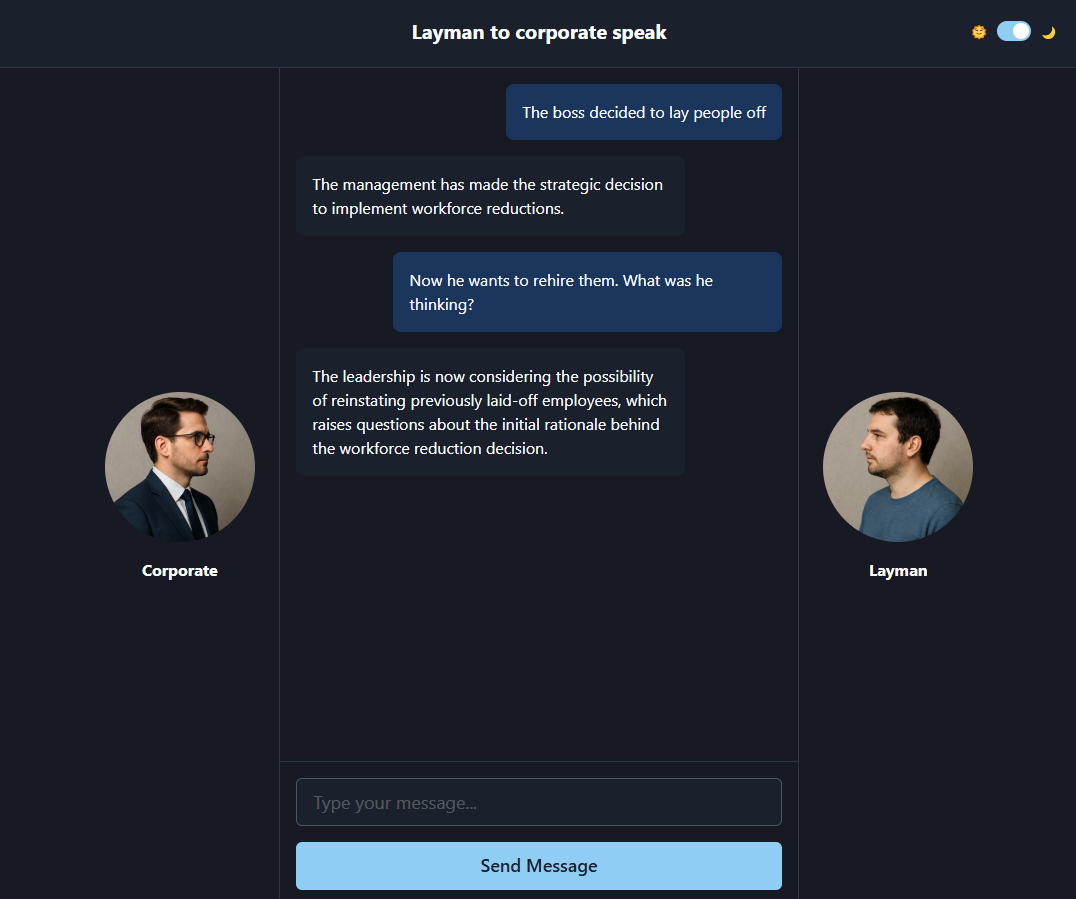 Layman to corporate speak
The boss decided to lay people off
The management has made the strategic decision
to implement workforce reductions.
Now he wants to rehire them. What was he
thinking?
The leadership is now considering the possibility
of reinstating previously laid-off employees, which
raises questions about the initial rationale behind
the workforce reduction decision.
Corporate
Layman
Type your message...
Send Message